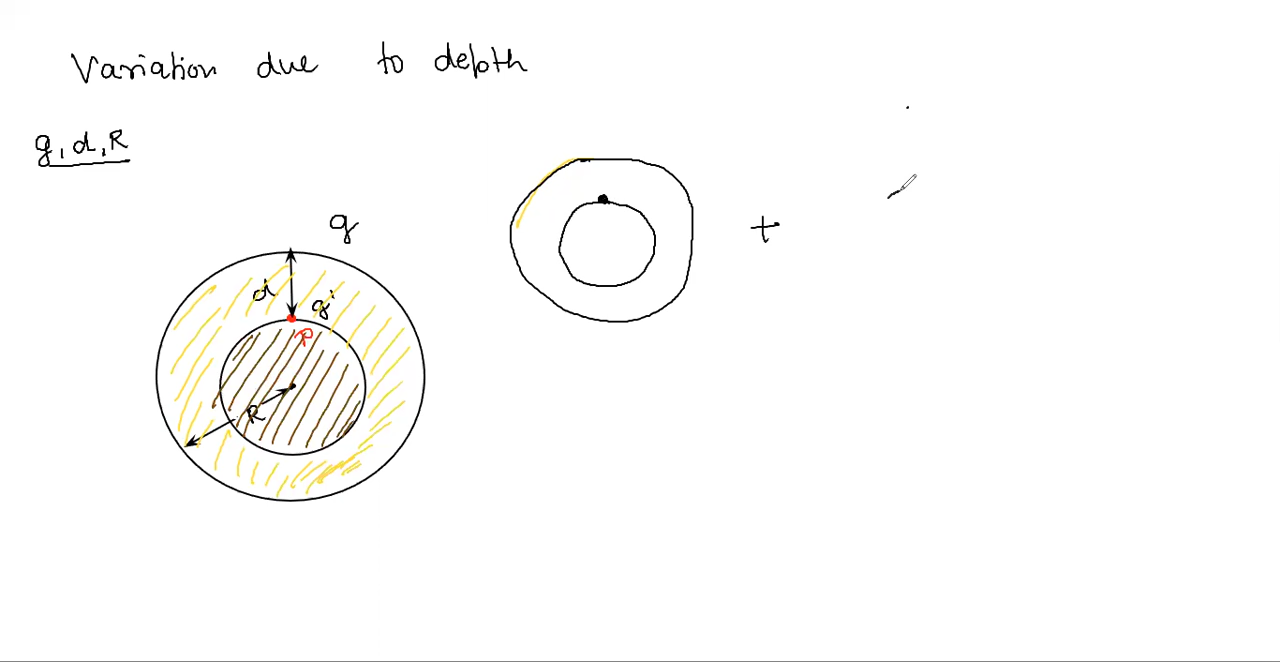 Variation due to depth
g, d, R
g
+
d
g'
P
R